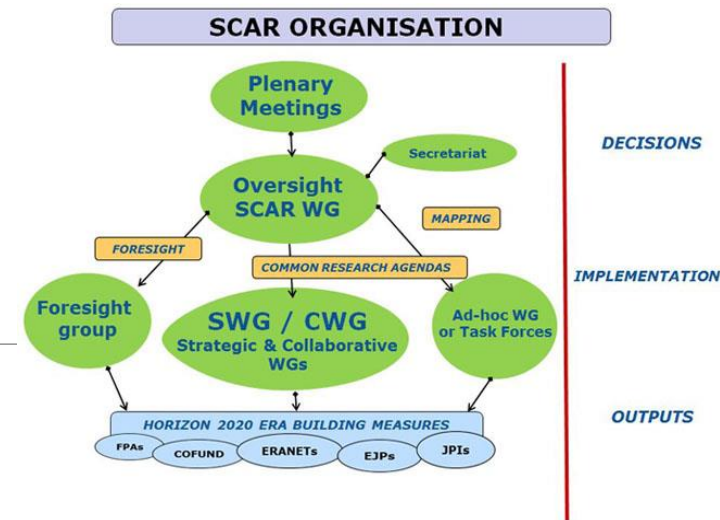 SCAR ORGANISATION
Plenary
Meetings
DECISIONS
Secretariat
Oversight
SCAR WG
MAPPING
FORESIGHT
COMMON RESEARCH AGENDAS
IMPLEMENTATION
Foresight
group
SWG / CWG
Strategic & Collaborative
WGs
Ad-hoc WG
or Task Forces
OUTPUTS
HORIZON 2020 ERA BUILDING MEASURES
FPAs
COFUND
ERANETs
EJPs
JPIs